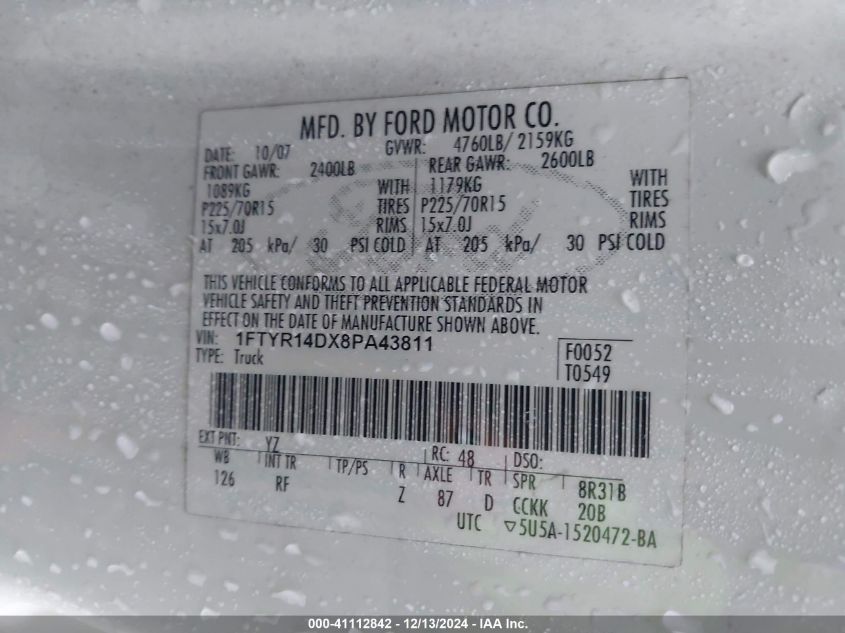 MFD. BY FORD MOTOR CO.
DATE: 10/07 GVWR: 4760LB/ 2159KG
FRONT GAWR: 2400LB REAR GAWR: 2600LB
1089KG WITH 1179KG WITH
P225/70R15 TIRES P225/70R15 TIRES
15x7.0J RIMS 15x7.0J RIMS
AT 205 kPa/ 30 PSI COLD AT 205 kPa/ 30 PSI COLD
THIS VEHICLE CONFORMS TO ALL APPLICABLE FEDERAL MOTOR
VEHICLE SAFETY AND THEFT PREVENTION STANDARDS IN
EFFECT ON THE DATE OF MANUFACTURE SHOWN ABOVE.
VIN: 1FTYR14DX8PA43811 F0052
TYPE: Truck T0549
EXT PNT: YZ RC: 48 DSO:
WB INT TR TP/PS R AXLE TR SPR 8R31B
126 RF Z 87 D CCKK 20B
UTC ▽5U5A-1520472-BA
000-41112842 - 12/13/2024 - IAA Inc.